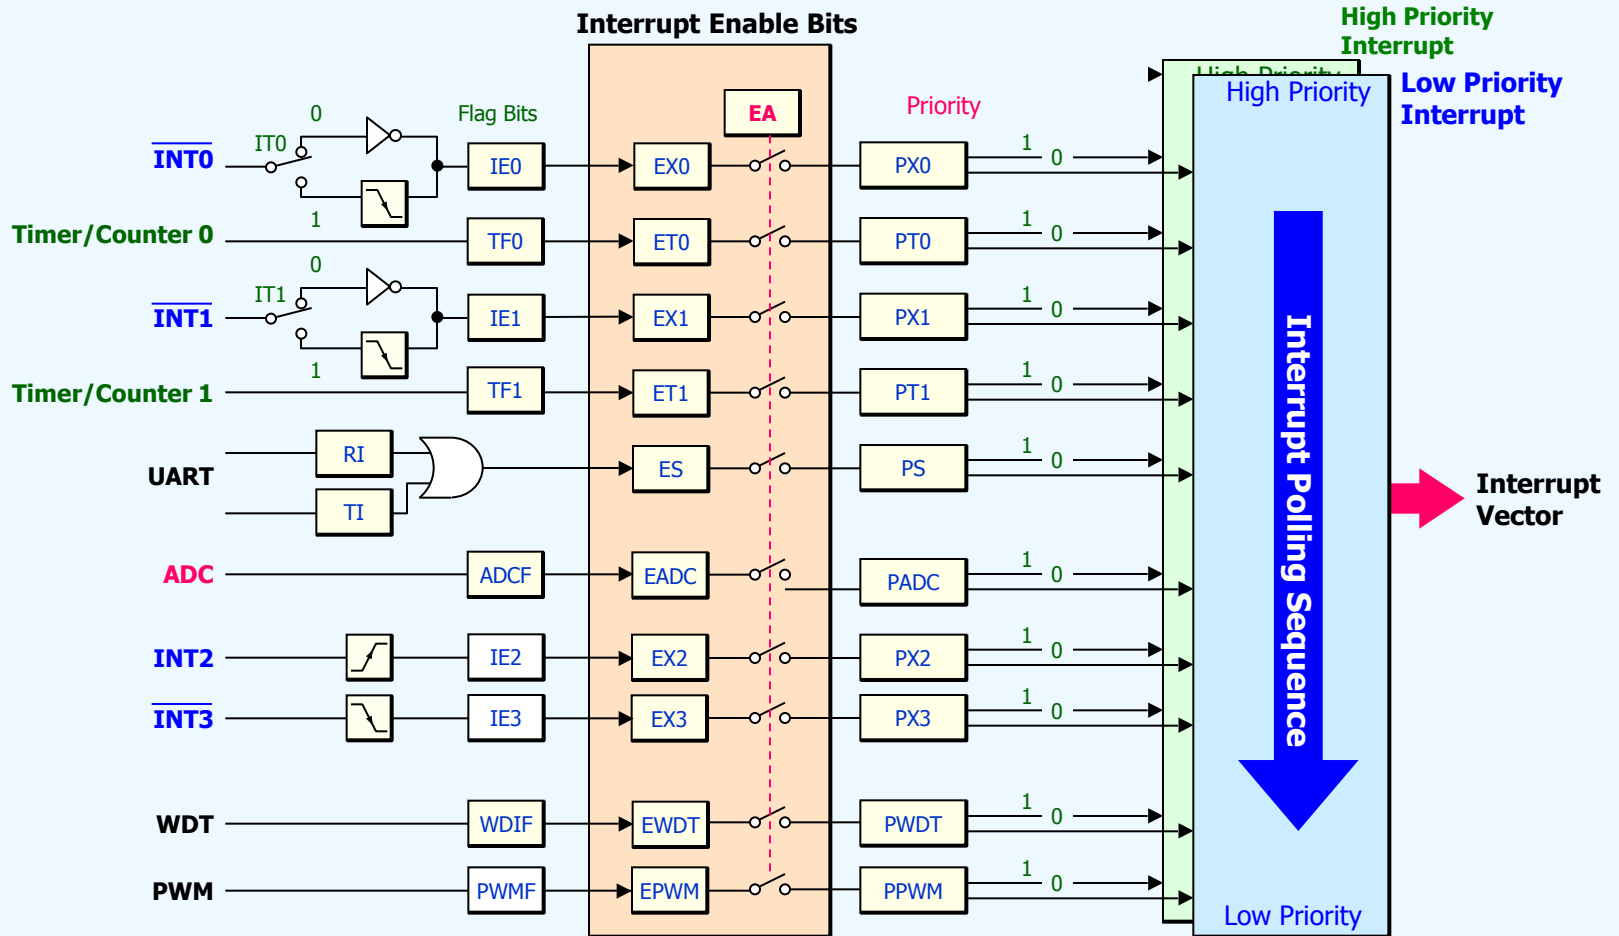 Interrupt Enable Bits
High Priority
Interrupt
Low Priority
Interrupt
High Priority
High Priority
Flag Bits
EA
Priority
INT0
IT0
0
1
IE0
EX0
PX0
1
0
Timer/Counter 0
TF0
ET0
PT0
1
0
INT1
IT1
0
1
IE1
EX1
PX1
1
0
Timer/Counter 1
TF1
ET1
PT1
1
0
UART
RI
TI
ES
PS
1
0
ADC
ADCF
EADC
PADC
1
0
INT2
IE2
EX2
PX2
1
0
INT3
IE3
EX3
PX3
1
0
WDT
WDIF
EWDT
PWDT
1
0
PWM
PWMF
EPWM
PPWM
1
0
Interrupt Polling Sequence
Low Priority
Interrupt
Vector